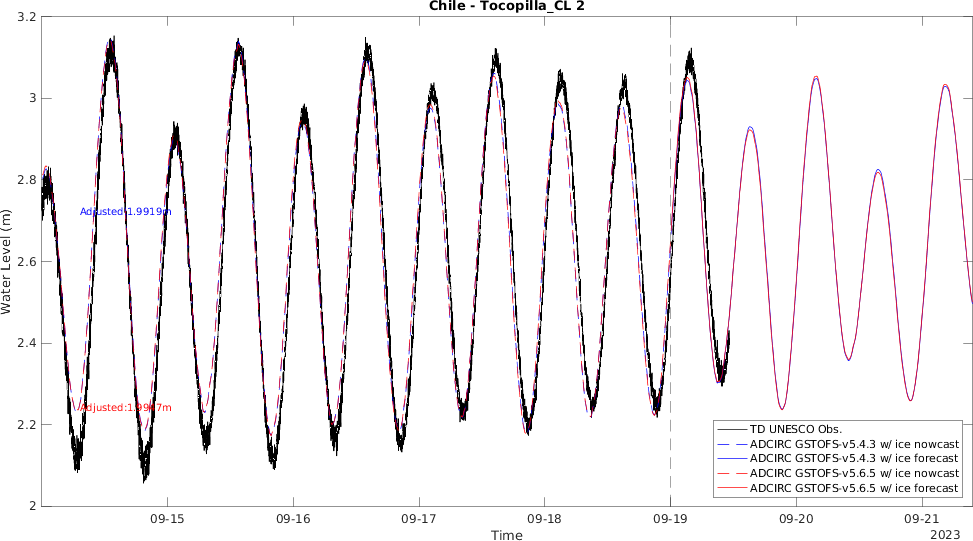 Chile - Tocopilla_CL 2
3.2
3
2.8
2.6
2.4
2.2
2
Water Level (m)
Adjusted:1.9919m
09-15
09-16
09-17
09-18
09-19
09-20
09-21
Time
2023
TD UNESCO Obs.
ADCIRC GSTOFS-v5.4.3 w/ ice nowcast
ADCIRC GSTOFS-v5.4.3 w/ ice forecast
ADCIRC GSTOFS-v5.6.5 w/ ice nowcast
ADCIRC GSTOFS-v5.6.5 w/ ice forecast